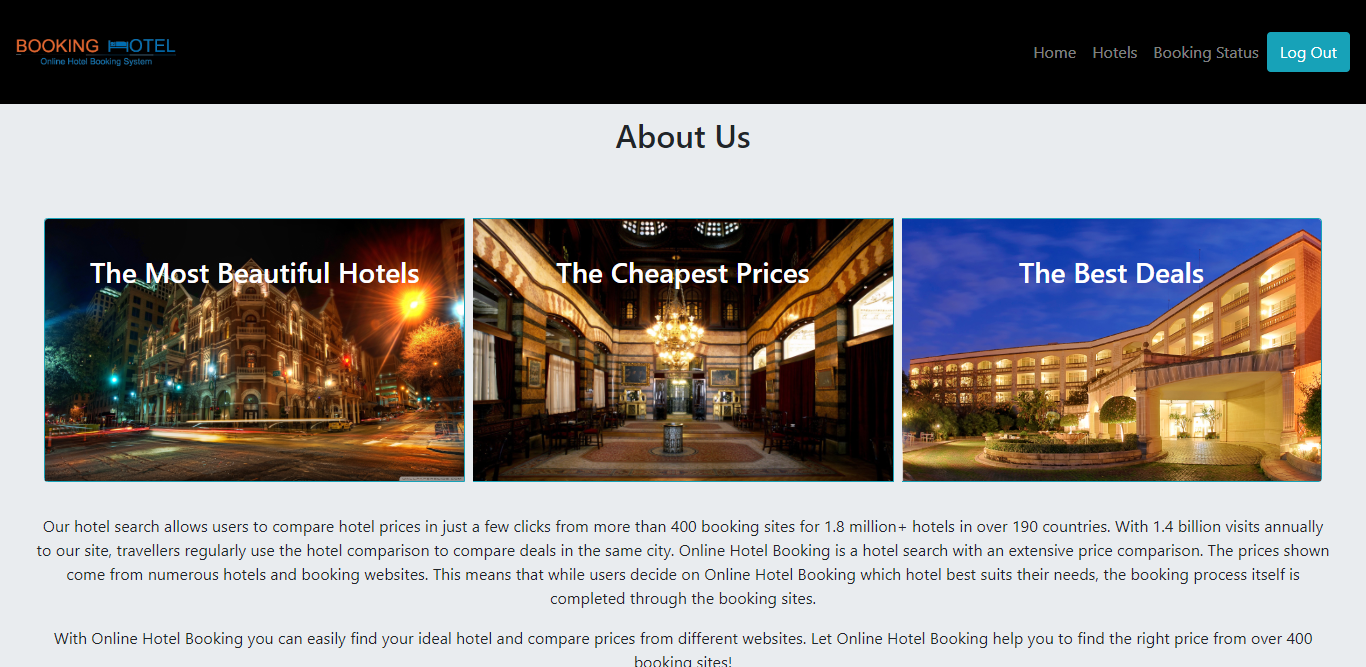 BOOKING HOTEL
Online Hotel Booking System
Home Hotels Booking Status Log Out
About Us
The Most Beautiful Hotels
The Cheapest Prices
The Best Deals
Our hotel search allows users to compare hotel prices in just a few clicks from more than 400 booking sites for 1.8 million+ hotels in over 190 countries. With 1.4 billion visits annually
to our site, travellers regularly use the hotel comparison to compare deals in the same city. Online Hotel Booking is a hotel search with an extensive price comparison. The prices shown
come from numerous hotels and booking websites. This means that while users decide on Online Hotel Booking which hotel best suits their needs, the booking process itself is
completed through the booking sites.
With Online Hotel Booking you can easily find your ideal hotel and compare prices from different websites. Let Online Hotel Booking help you to find the right price from over 400
booking sites!